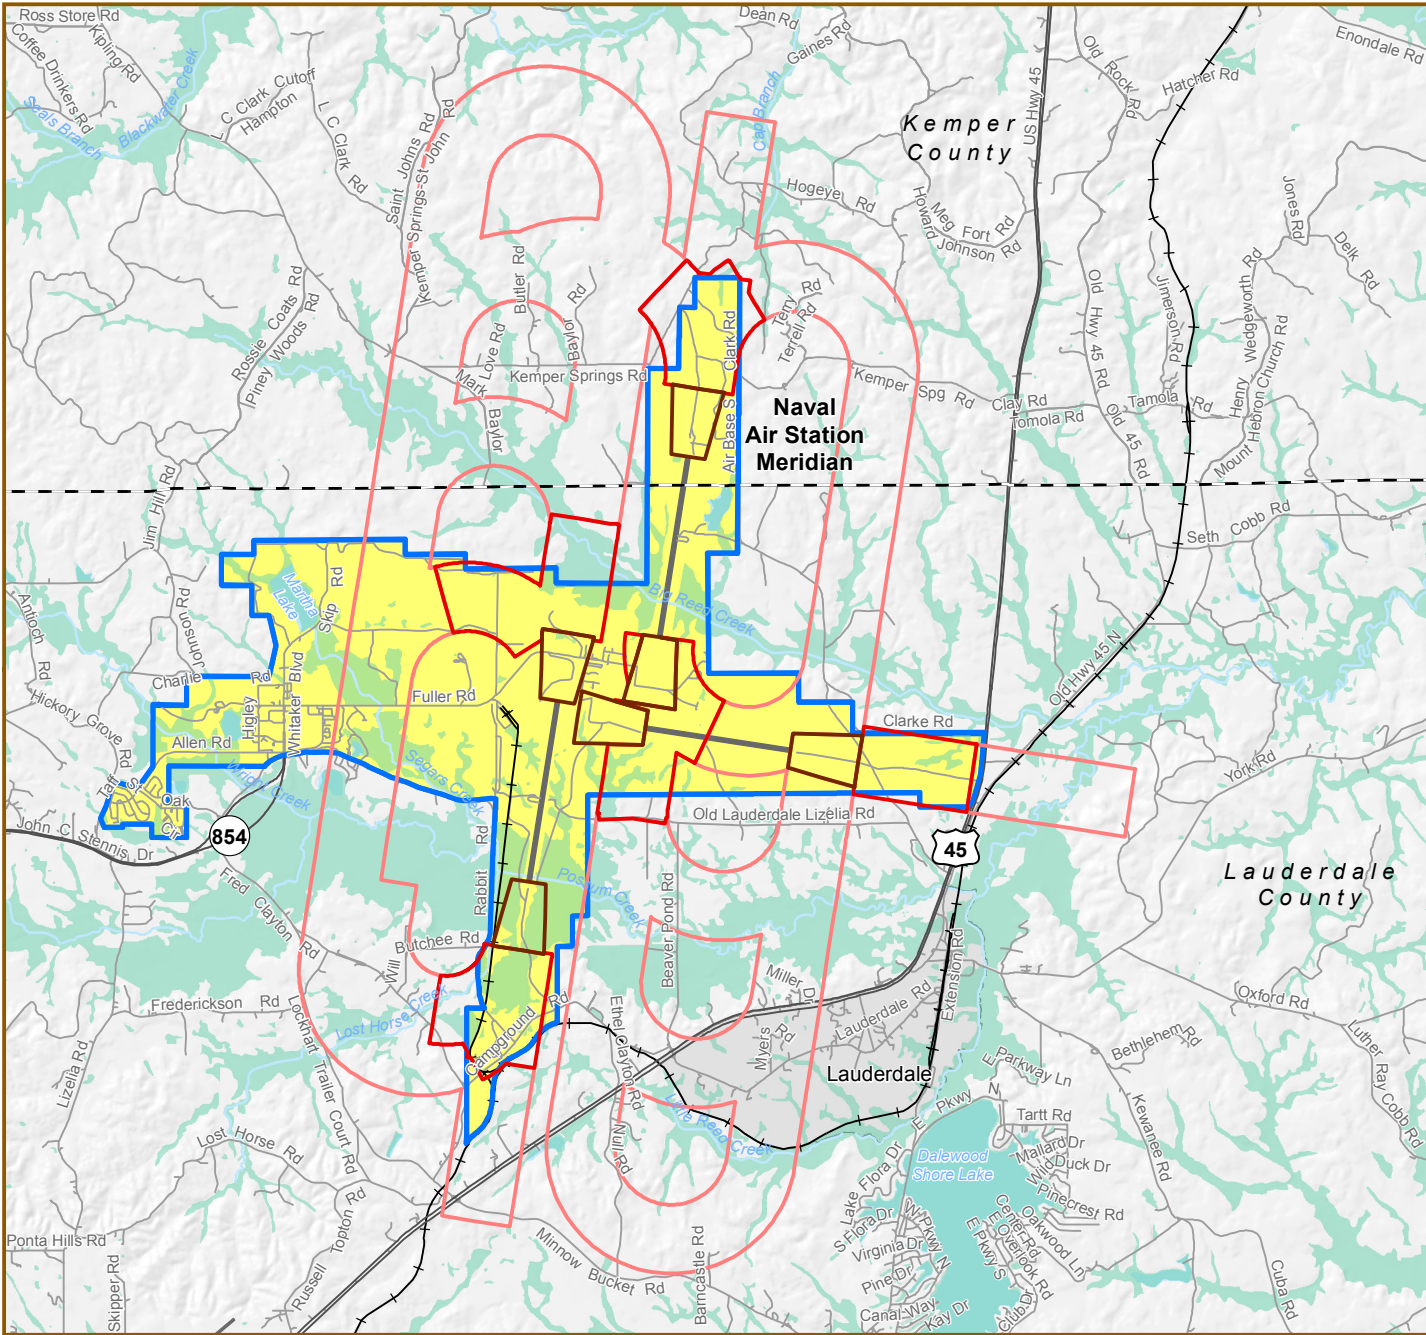 Ross Store Rd
Kipling Rd
Coffee Drinkers Rd
Seals Branch
Blackwater Creek
L C Clark Cutoff
Hampton
L C Clark Rd
Saint Johns Rd
Kemper Springs-St John Rd
Dean Rd
Gaines Rd
Cap Branch
Hogeye Rd
Kemper
County
US Hwy 45
Old Rock Rd
Hatcher Rd
Enondale Rd
Meg Fort Rd
Howard Johnson Rd
Jones Rd
Delk Rd
Rossie Coats Rd
Piney Woods Rd
Butler Rd
Love Rd
Baylor Rd
Mark Baylor
Kemper Springs Rd
Terry Rd
Terrell Rd
Air Base S
Clark Rd
Kemper Spg Rd
Clay Rd
Tomola Rd
Old Hwy 45 Rd
Old 45 Rd
Jimerson Rd
Tamola Rd
Henry Wedgeworth Rd
Mount Hebron Church Rd
Naval
Air Station
Meridian
Jim Hill Rd
Seth Cobb Rd
Antioch Rd
Johnson Rd
Martha
Lake
Skip Rd
Big Reed Creek
Charlie Rd
Hickory Grove Rd
Higley
Whitaker Blvd
Fuller Rd
Allen Rd
Old Hwy 45 N
Clarke Rd
York Rd
Taff St
Oak Cir
Wright Creek
Segars Creek
John C Stennis Dr
854
Old Lauderdale Lizelia Rd
45
Lauderdale
County
Fred Clayton Rd
Rabbit Rd
Possum Creek
Beaver Pond Rd
Will Butchee Rd
Miller Dr
Extension Rd
Frederickson Rd
Lost Horse Creek
Campground Rd
Lockhart Trailer Court Rd
Ethel Clayton Rd
Myers Rd
Lauderdale Rd
Oxford Rd
Bethlehem Rd
Luther Ray Cobb Rd
Lizelia Rd
Lauderdale
E Parkway Ln
E Pkwy N
Tartt Rd
Kewanee Rd
Little Reed Creek
Lost Horse Rd
Null Rd
Dalewood
Shore Lake
Mallard Dr
Wild Duck Dr
Pinecrest Rd
Lake Flora Dr
S Flora Dr
W Pkwy N
Virginia Dr
E Pkwy S
Center Rd
E Overlook Rd
Oakwood Ln
Ponta Hills Rd
Topton Rd
Russell
Skipper Rd
Minnow Bucket Rd
Barncastle Rd
Pine Dr
Canal Way
Kay Dr
Club Dr
Cuba Rd